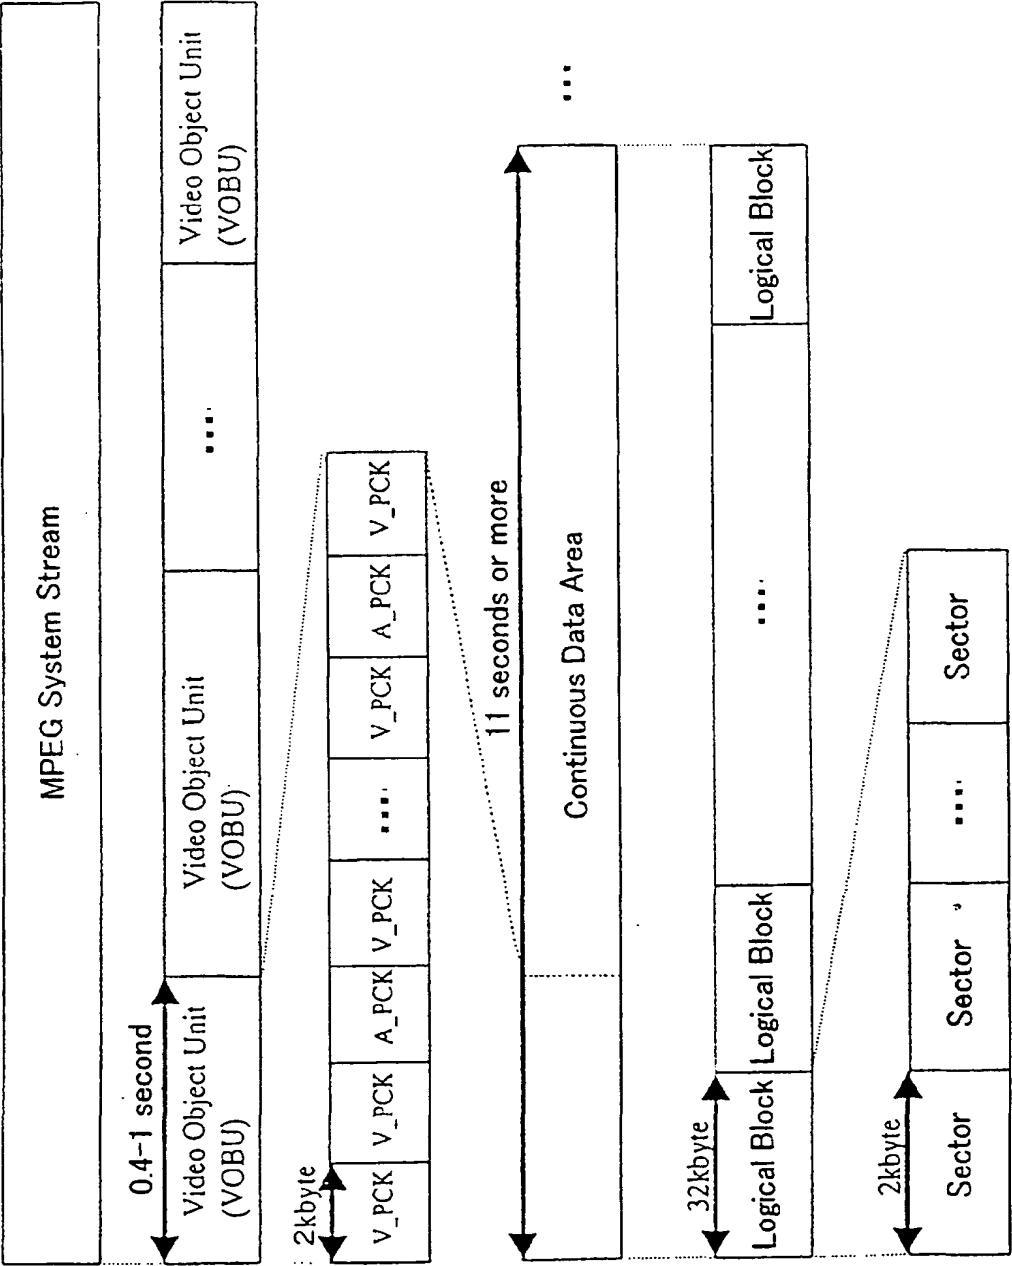 MPEG System Stream
0.4-1 second
Video Object Unit
(VOBU)
Video Object Unit
(VOBU)
....
Video Object Unit
(VOBU)
2kbyte
V_PCK
V_PCK
A_PCK
V_PCK
....
V_PCK
A_PCK
V_PCK
11 seconds or more
Continuous Data Area
...
32kbyte
Logical Block
Logical Block
....
Logical Block
2kbyte
Sector
Sector
....
Sector